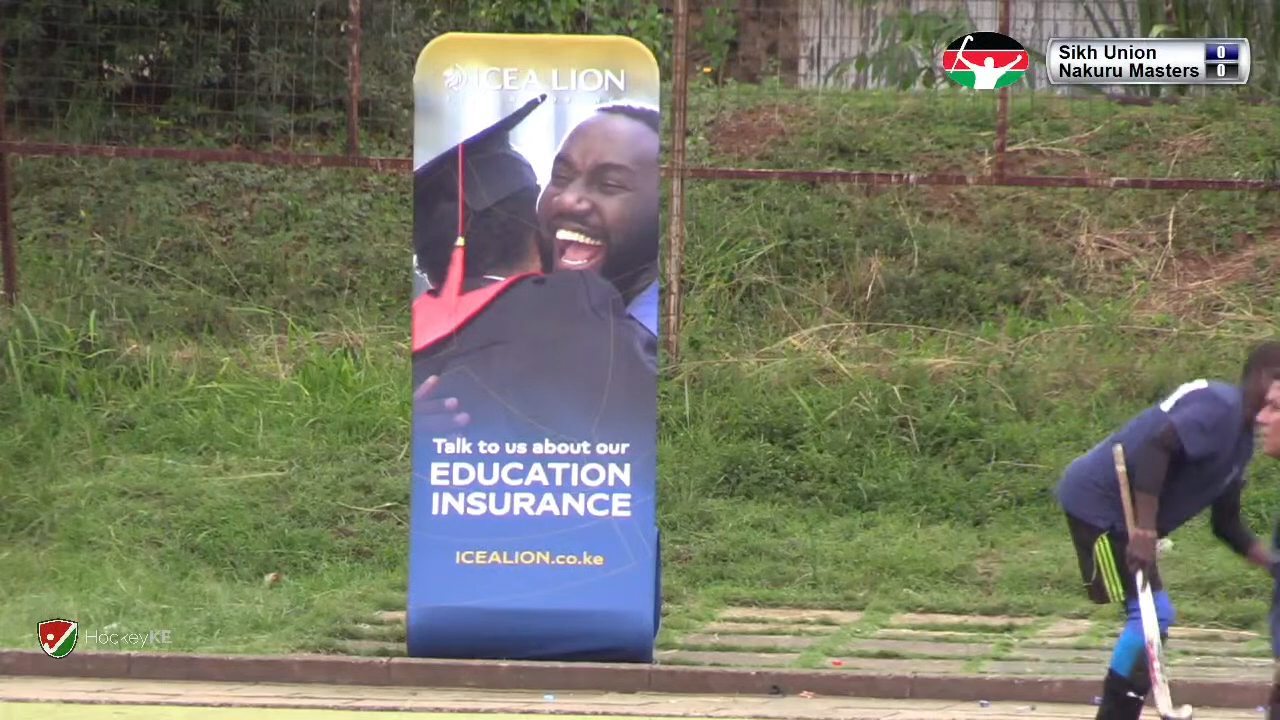 Sikh Union 0
Nakuru Masters 0
ICEA LION
Talk to us about our
EDUCATION
INSURANCE
ICEALION.co.ke
HockeyKE